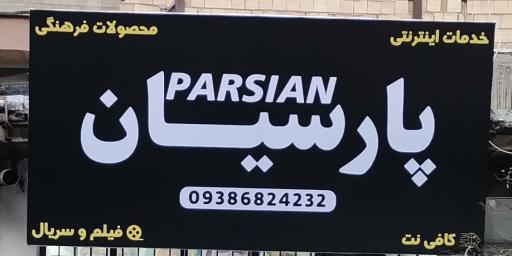 خدمات اینترنتی
محصولات فرهنگی
PARSIAN
پارسیان
09386824232
کافی نت
فیلم و سریال